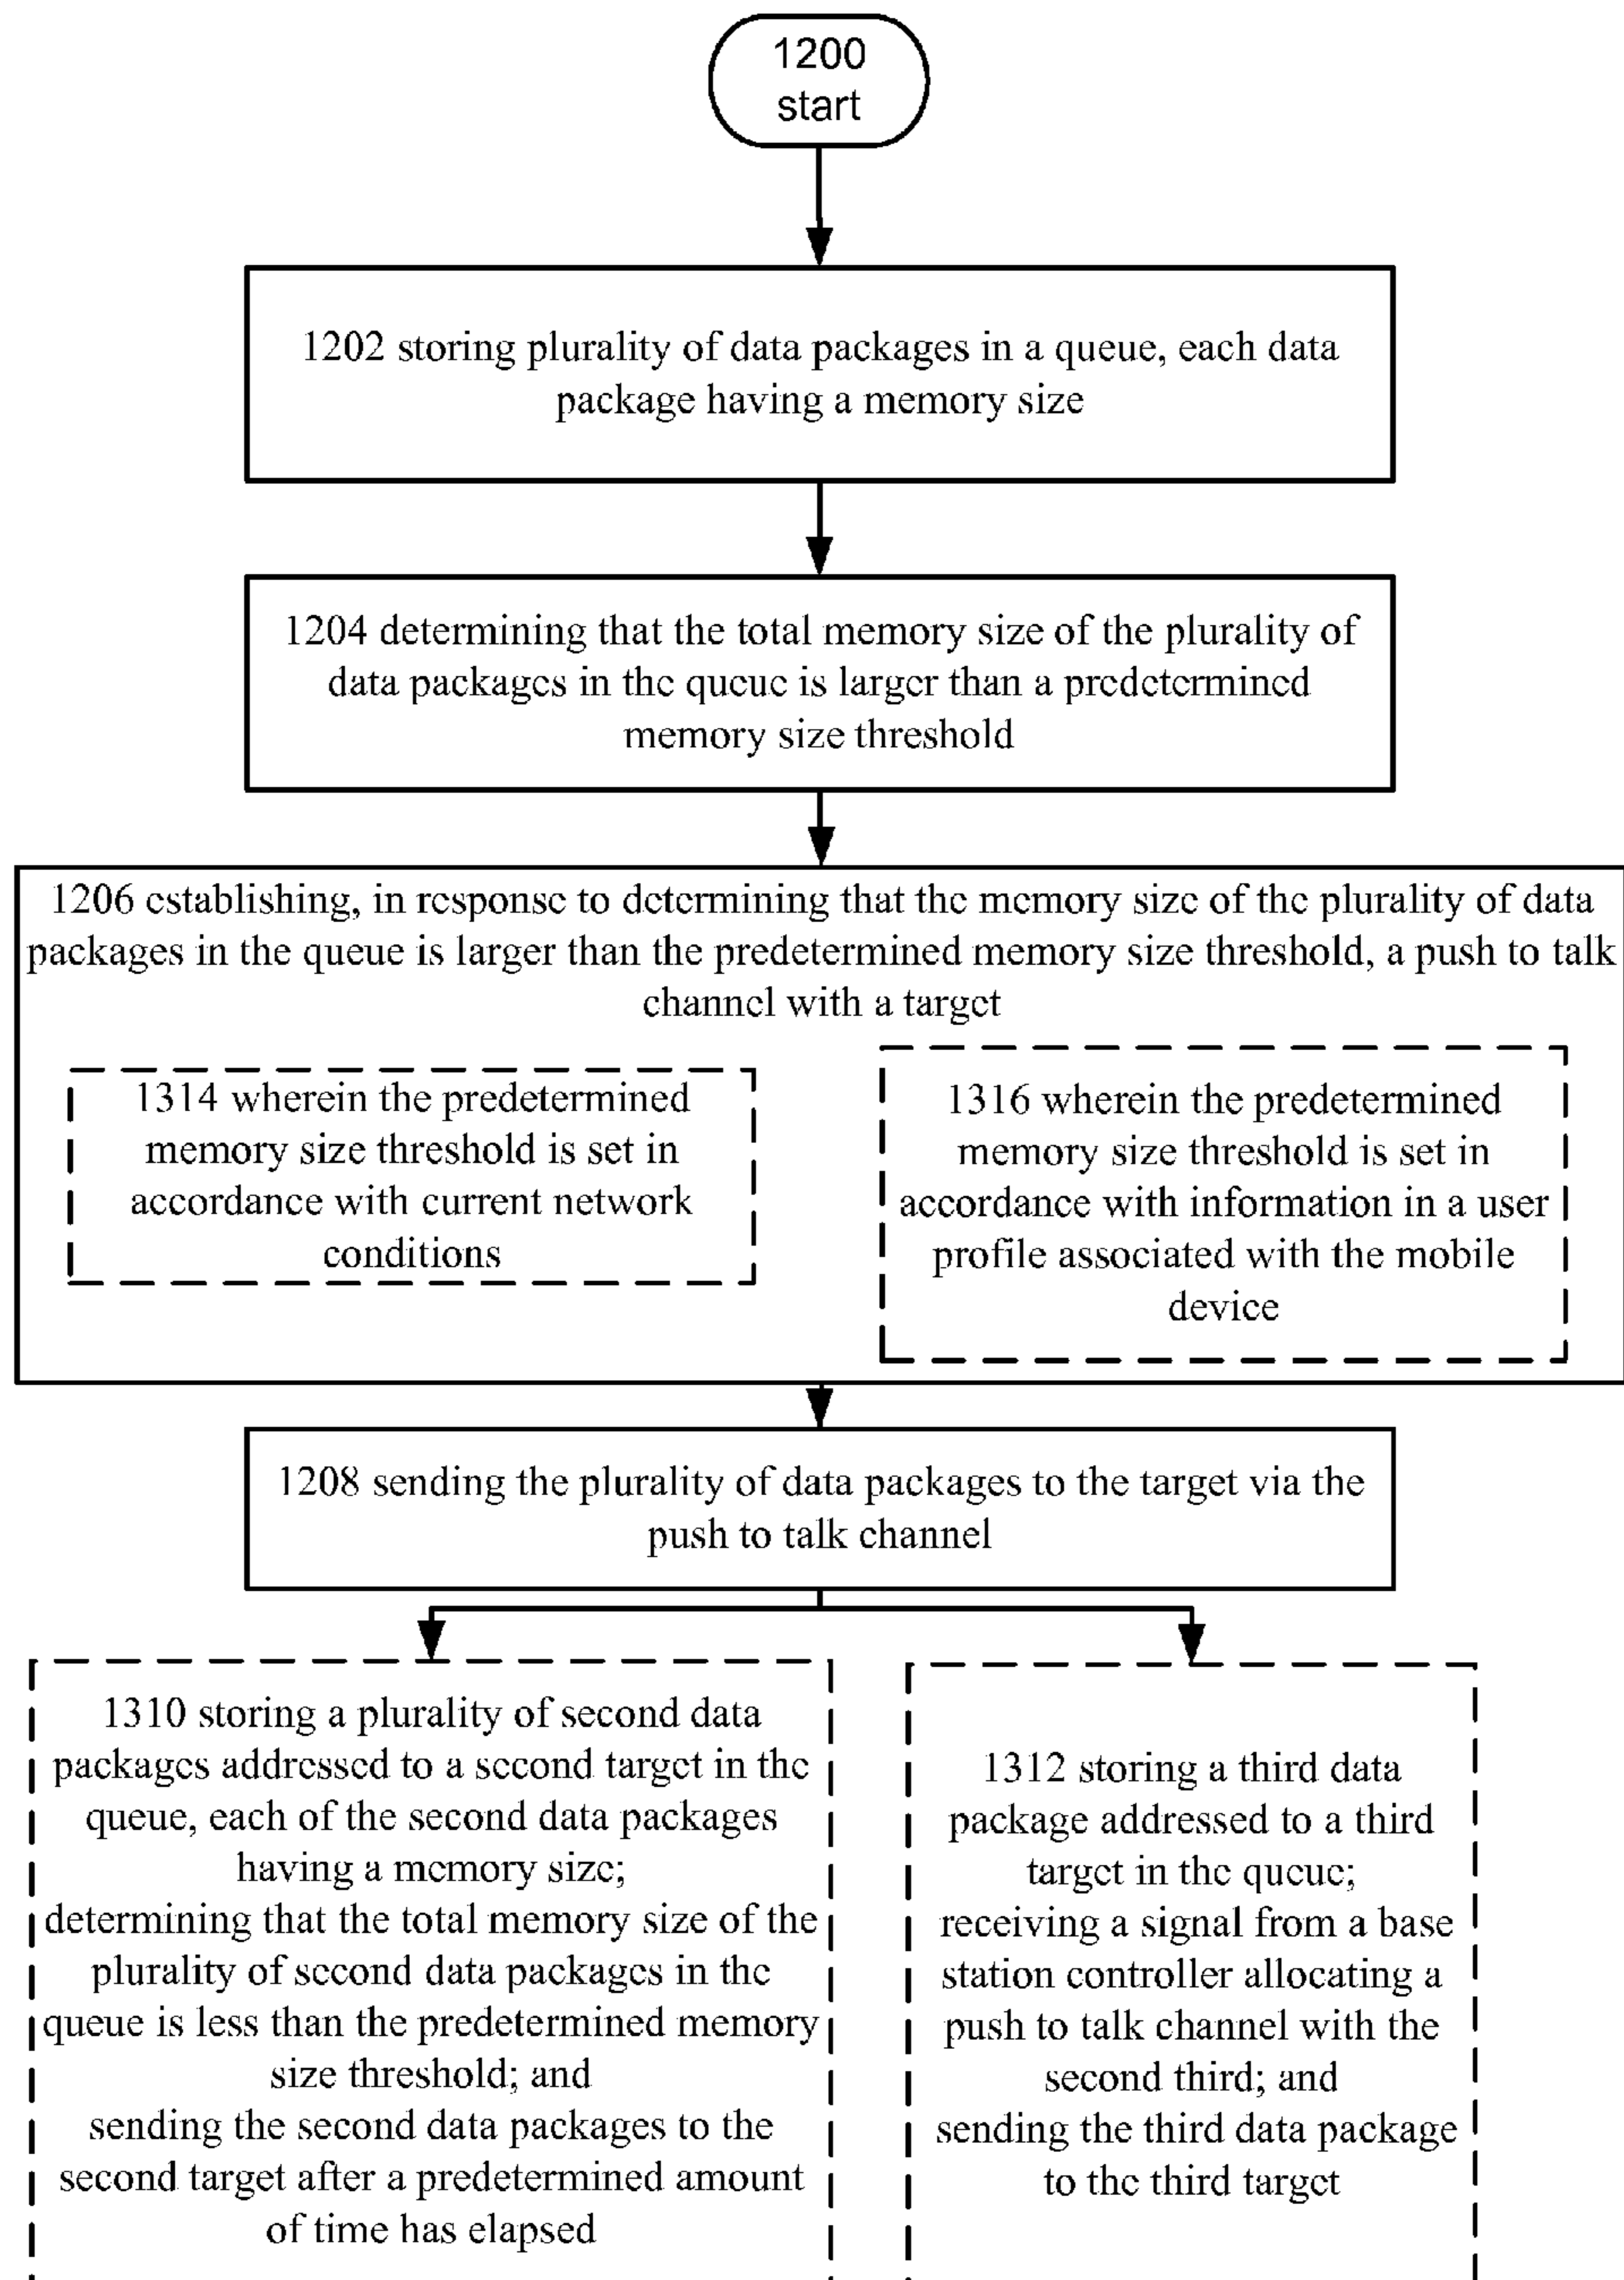 1200
start
1202 storing plurality of data packages in a queue, each data
package having a memory size
1204 determining that the total memory size of the plurality of
data packages in the queue is larger than a predetermined
memory size threshold
1206 establishing, in response to determining that the memory size of the plurality of data
packages in the queue is larger than the predetermined memory size threshold, a push to talk
channel with a target
1314 wherein the predetermined
memory size threshold is set in
accordance with current network
conditions
1316 wherein the predetermined
memory size threshold is set in
accordance with information in a user
profile associated with the mobile
device
1208 sending the plurality of data packages to the target via the
push to talk channel
1310 storing a plurality of second data
packages addressed to a second target in the
queue, each of the second data packages
having a memory size;
determining that the total memory size of the
plurality of second data packages in the
queue is less than the predetermined memory
size threshold; and
sending the second data packages to the
second target after a predetermined amount
of time has elapsed
1312 storing a third data
package addressed to a third
target in the queue;
receiving a signal from a base
station controller allocating a
push to talk channel with the
second third; and
sending the third data package
to the third target